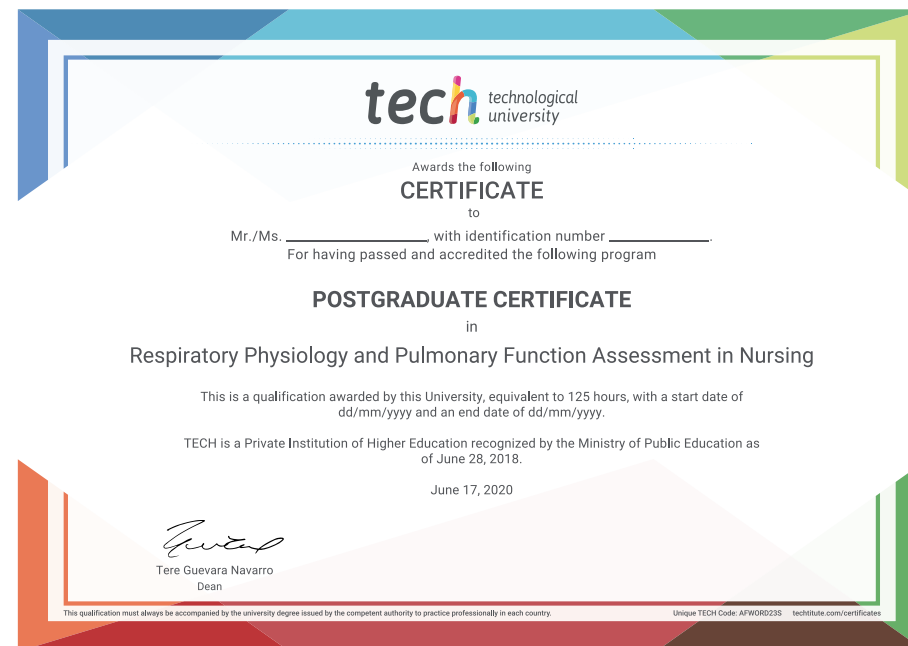 tech technological
university
Awards the following
CERTIFICATE
to
Mr./Ms. ____________________, with identification number ______________.
For having passed and accredited the following program
POSTGRADUATE CERTIFICATE
in
Respiratory Physiology and Pulmonary Function Assessment in Nursing
This is a qualification awarded by this University, equivalent to 125 hours, with a start date of
dd/mm/yyyy and an end date of dd/mm/yyyy.
TECH is a Private Institution of Higher Education recognized by the Ministry of Public Education as
of June 28, 2018.
June 17, 2020
Tere Guevara Navarro
Dean
This qualification must always be accompanied by the university degree issued by the competent authority to practice professionally in each country. Unique TECH Code: AFWORD23S techtitute.com/certificates